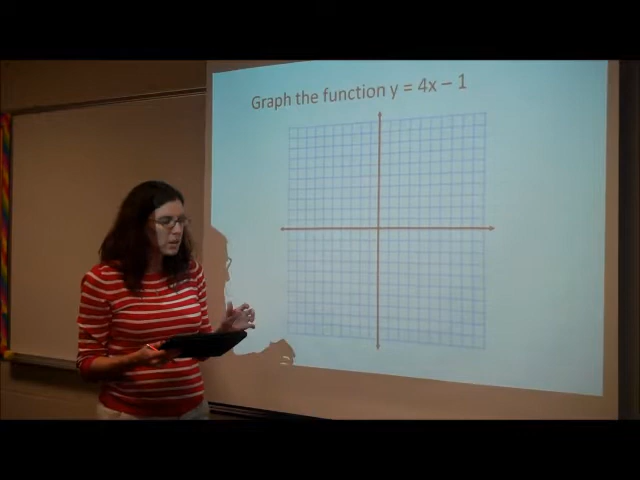 Graph the function y = 4x – 1